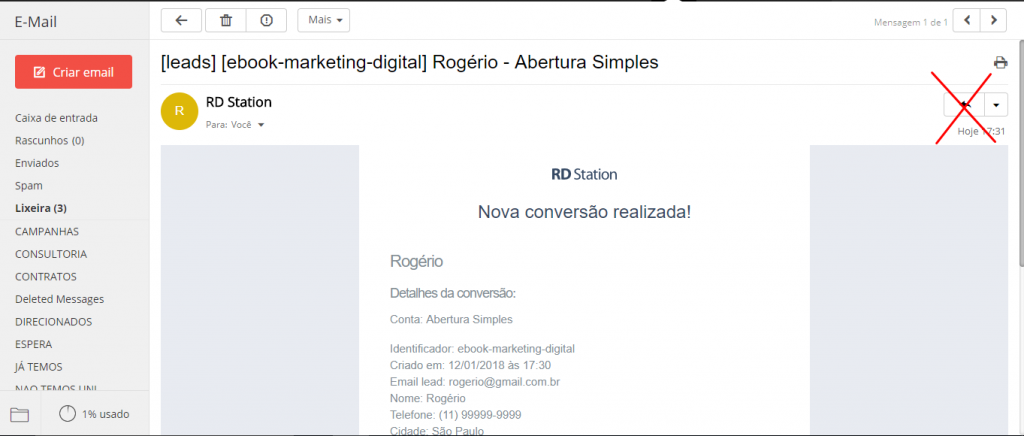 E-Mail
Mais
Mensagem 1 de 1
Criar email
Caixa de entrada
Rascunhos (0)
Enviados
Spam
Lixeira (3)
CAMPANHAS
CONSULTORIA
CONTRATOS
Deleted Messages
DIRECIONADOS
ESPERA
JÁ TEMOS
NAO TEMOS UNI
1% usado
[leads] [ebook-marketing-digital] Rogério - Abertura Simples
R
RD Station
Para: Você
Hoje 17:31
RD Station
Nova conversão realizada!
Rogério
Detalhes da conversão:
Conta: Abertura Simples
Identificador: ebook-marketing-digital
Criado em: 12/01/2018 às 17:30
Email lead: rogerio@gmail.com.br
Nome: Rogério
Telefone: (11) 99999-9999
Cidade: São Paulo